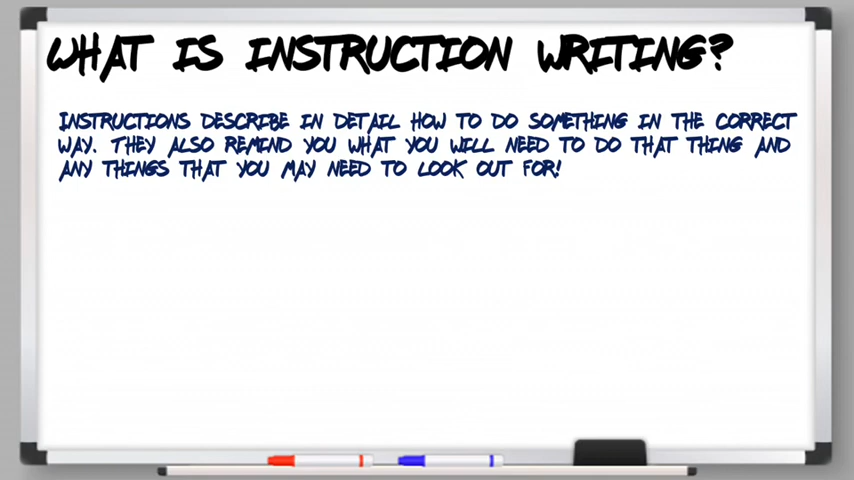 WHAT IS INSTRUCTION WRITING?
INSTRUCTIONS DESCRIBE IN DETAIL HOW TO DO SOMETHING IN THE CORRECT
WAY. THEY ALSO REMIND YOU WHAT YOU WILL NEED TO DO THAT THING AND
ANY THINGS THAT YOU MAY NEED TO LOOK OUT FOR!